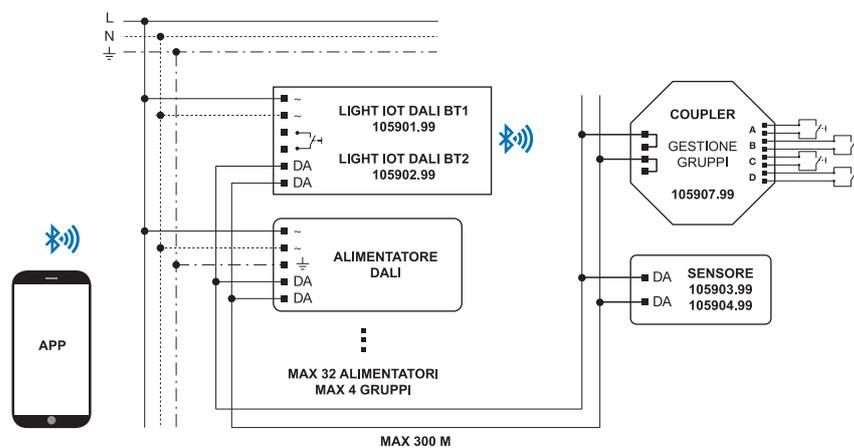 L
N
~
~
LIGHT IOT DALI BT1
105901.99
LIGHT IOT DALI BT2
105902.99
DA
DA
~
~
ALIMENTATORE
DALI
DA
DA
MAX 32 ALIMENTATORI
MAX 4 GRUPPI
MAX 300 M
APP
COUPLER
GESTIONE
GRUPPI
105907.99
A
B
C
D
DA
DA
SENSORE
105903.99
105904.99